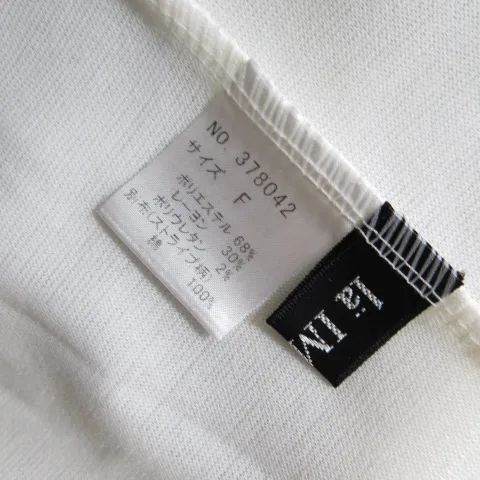 NO. 378042
サイズ F
ポリエステル 68%
レーヨン 30%
ポリウレタン 2%
別布(ストライプ柄)
綿 100%